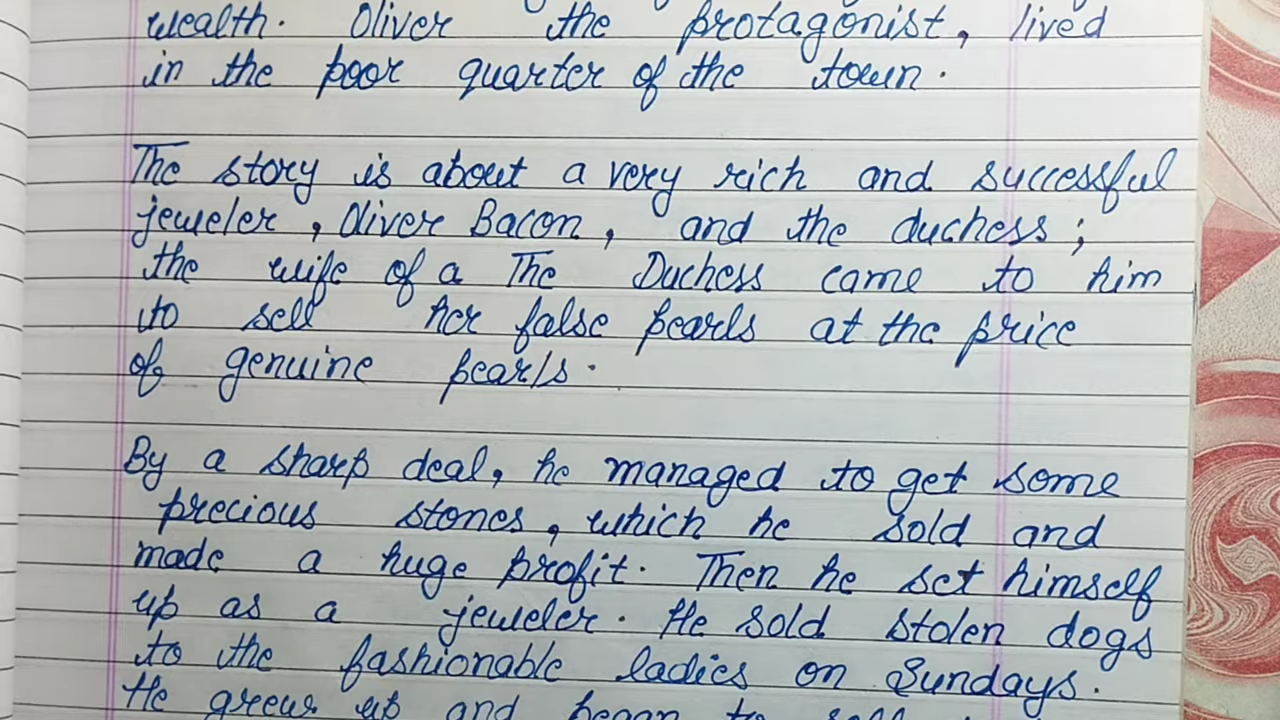 wealth. Oliver the protagonist, lived
in the poor quarter of the town.
The story is about a very rich and successful
jeweler, Oliver Bacon, and the duchess;
the wife of a The Duchess came to him
to sell her false pearls at the price
of genuine pearls.
By a sharp deal, he managed to get some
precious stones, which he sold and
made a huge profit. Then he set himself
up as a jeweler. He sold stolen dogs
to the fashionable ladies on Sundays.
He grew up and began to sell